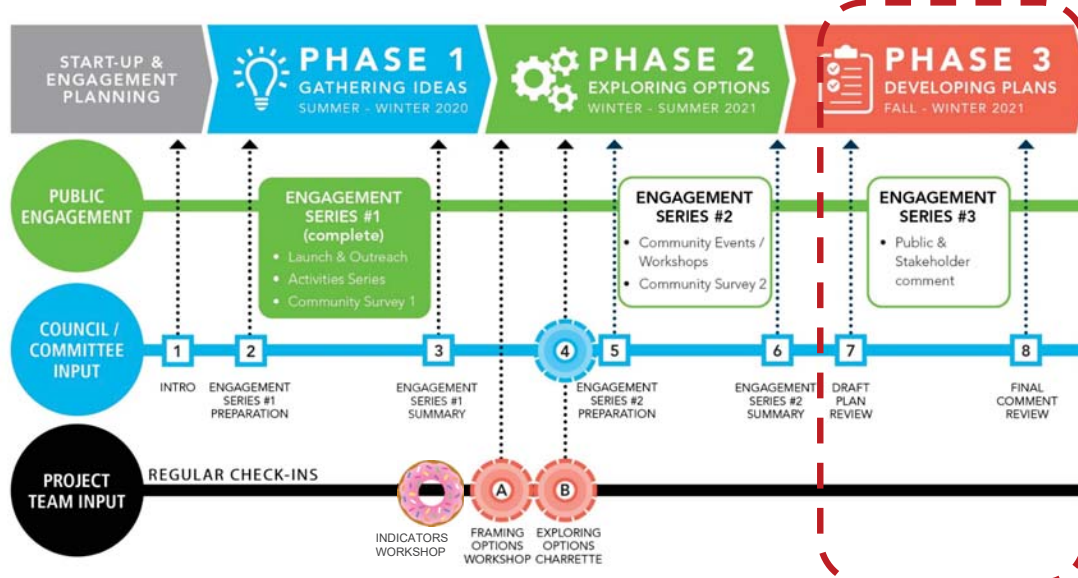 START-UP &
ENGAGEMENT
PLANNING
PHASE 1
GATHERING IDEAS
SUMMER - WINTER 2020
PHASE 2
EXPLORING OPTIONS
WINTER - SUMMER 2021
PHASE 3
DEVELOPING PLANS
FALL - WINTER 2021
PUBLIC
ENGAGEMENT
ENGAGEMENT
SERIES #1
(complete)
• Launch & Outreach
• Activities Series
• Community Survey 1
ENGAGEMENT
SERIES #2
• Community Events /
Workshops
• Community Survey 2
ENGAGEMENT
SERIES #3
• Public &
Stakeholder
comment
COUNCIL /
COMMITTEE
INPUT
1
INTRO
2
ENGAGEMENT
SERIES #1
PREPARATION
3
ENGAGEMENT
SERIES #1
SUMMARY
4
5
ENGAGEMENT
SERIES #2
PREPARATION
6
ENGAGEMENT
SERIES #2
SUMMARY
7
DRAFT
PLAN
REVIEW
8
FINAL
COMMENT
REVIEW
PROJECT
TEAM INPUT
REGULAR CHECK-INS
INDICATORS
WORKSHOP
A
FRAMING
OPTIONS
WORKSHOP
B
EXPLORING
OPTIONS
CHARRETTE